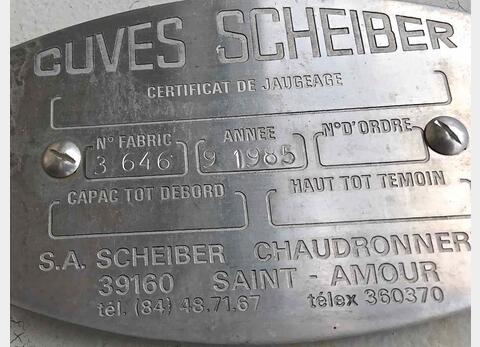 CUVES SCHEIBER
CERTIFICAT DE JAUGEAGE
N° FABRIC ANNEE N° D'ORDRE
3 646 9 1985
CAPAC TOT DEBORD HAUT TOT TEMOIN
S.A. SCHEIBER CHAUDRONNER
39160 SAINT - AMOUR
tél. (84) 48.71.67 télex 360370